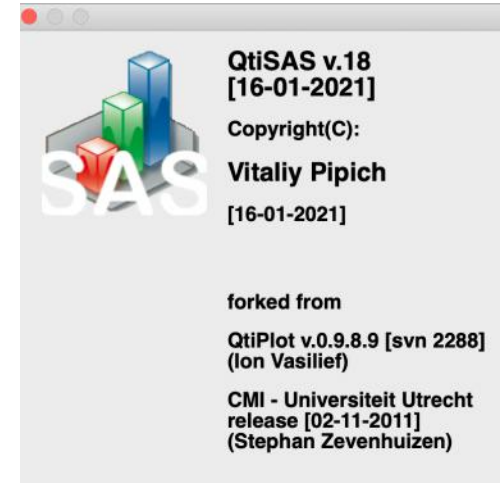 SAS
QtiSAS v.18
[16-01-2021]
Copyright(C):
Vitaliy Pipich
[16-01-2021]
forked from
QtiPlot v.0.9.8.9 [svn 2288]
(Ion Vasilief)
CMI - Universiteit Utrecht
release [02-11-2011]
(Stephan Zevenhuizen)